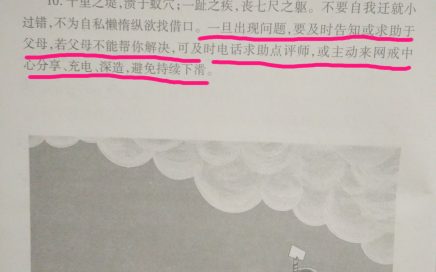 10. 千里之堤,溃于蚁穴;一趾之疾,丧七尺之躯。不要自我迁就小
过错,不为自私懒惰纵欲找借口。一旦出现问题,要及时告知或求助于
父母,若父母不能帮你解决,可及时电话求助点评师,或主动来网戒中
心分享、充电、深造,避免持续下滑。